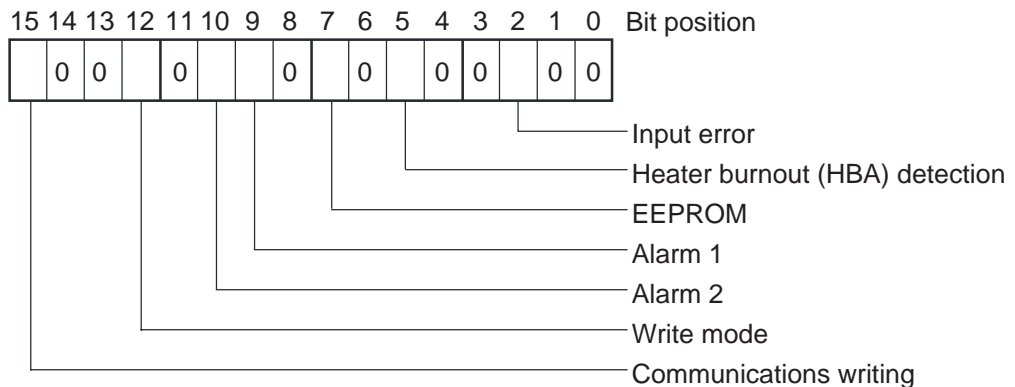 15 14 13 12 11 10 9 8 7 6 5 4 3 2 1 0 Bit position
0 0 0 0 0 0 0 0 0
Input error
Heater burnout (HBA) detection
EEPROM
Alarm 1
Alarm 2
Write mode
Communications writing